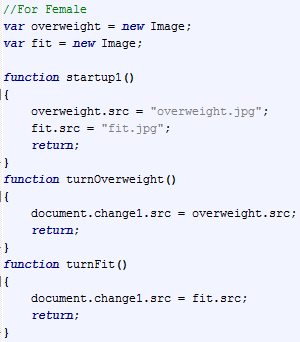 //For Female
var overweight = new Image;
var fit = new Image;
function startup1()
{
overweight.src = "overweight.jpg";
fit.src = "fit.jpg";
return;
}
function turnOverweight()
{
document.change1.src = overweight.src;
return;
}
function turnFit()
{
document.change1.src = fit.src;
return;
}